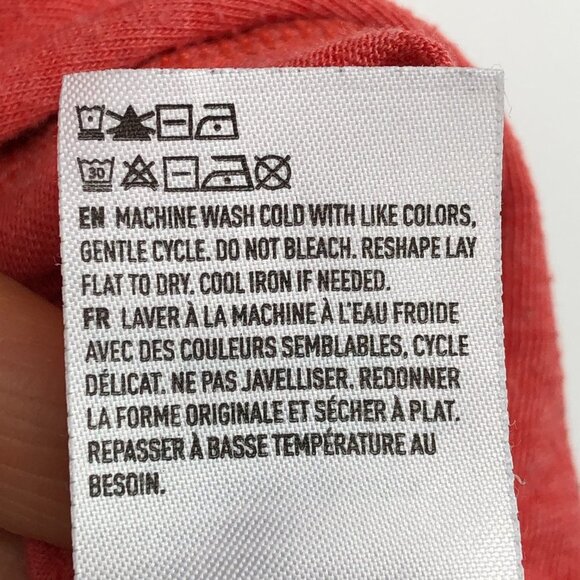 30
EN MACHINE WASH COLD WITH LIKE COLORS,
GENTLE CYCLE. DO NOT BLEACH. RESHAPE LAY
FLAT TO DRY. COOL IRON IF NEEDED.
FR LAVER À LA MACHINE À L'EAU FROIDE
AVEC DES COULEURS SEMBLABLES, CYCLE
DÉLICAT. NE PAS JAVELLISER. REDONNER
LA FORME ORIGINALE ET SÉCHER À PLAT.
REPASSER À BASSE TEMPÉRATURE AU
BESOIN.